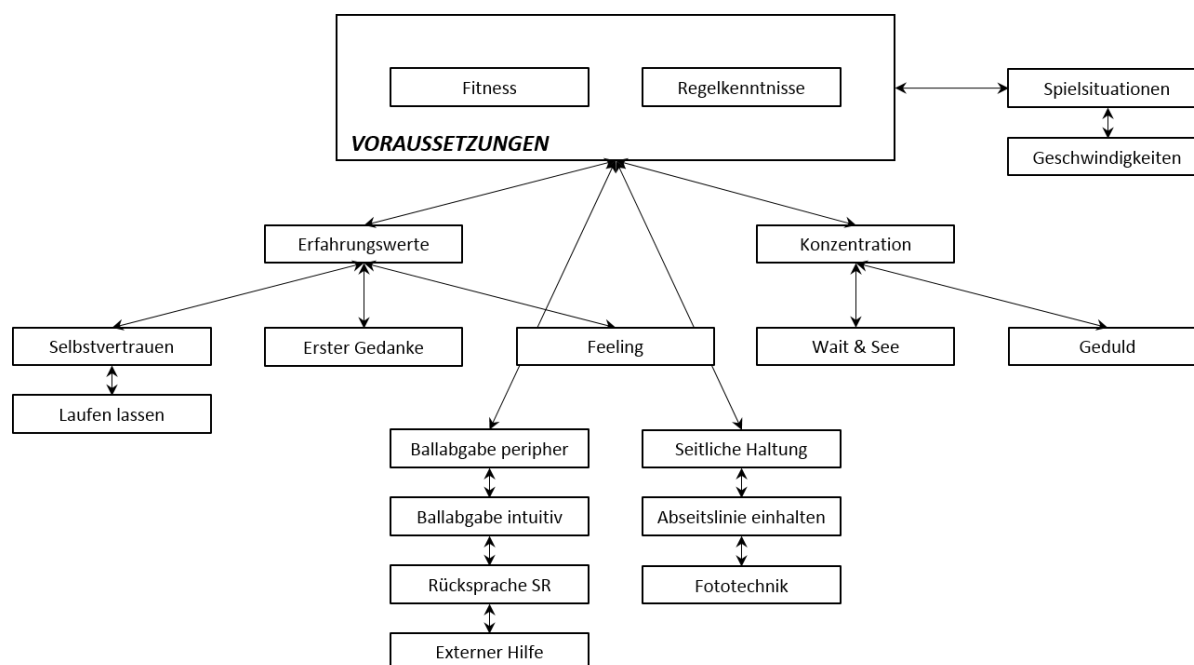 Fitness
Regelkenntnisse
VORAUSSETZUNGEN
Spielsituationen
Geschwindigkeiten
Erfahrungswerte
Konzentration
Selbstvertrauen
Erster Gedanke
Feeling
Wait & See
Geduld
Laufen lassen
Ballabgabe peripher
Seitliche Haltung
Ballabgabe intuitiv
Abseitslinie einhalten
Rücksprache SR
Fototechnik
Externer Hilfe